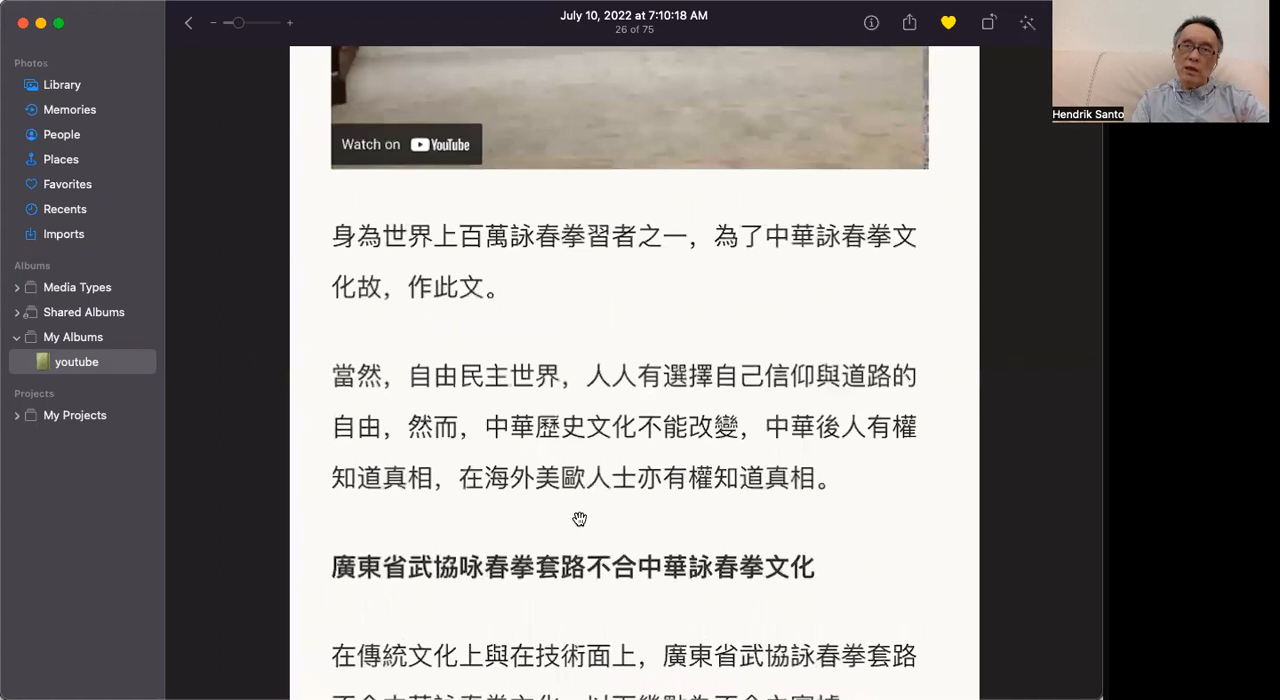 July 10, 2022 at 7:10:18 AM
26 of 75
Photos
Library
Memories
People
Places
Favorites
Recents
Imports
Albums
Media Types
Shared Albums
My Albums
youtube
Projects
My Projects
Hendrik Santo
Watch on YouTube
身為世界上百萬詠春拳習者之一，為了中華詠春拳文
化故，作此文。
當然，自由民主世界，人人有選擇自己信仰與道路的
自由，然而，中華歷史文化不能改變，中華後人有權
知道真相，在海外美歐人士亦有權知道真相。
廣東省武協咏春拳套路不合中華詠春拳文化
在傳統文化上與在技術面上，廣東省武協詠春拳套路